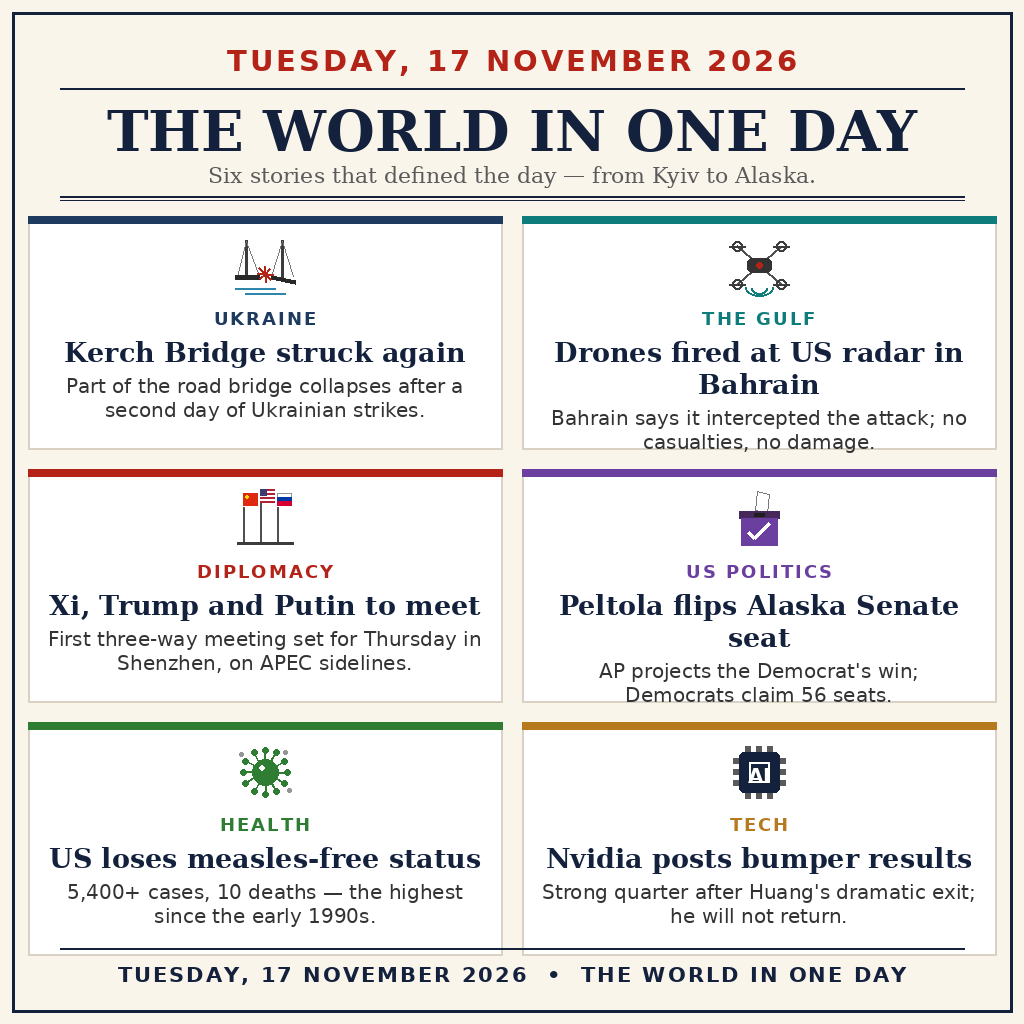 TUESDAY, 17 NOVEMBER 2026
THE WORLD IN ONE DAY
Six stories that defined the day — from Kyiv to Alaska.
UKRAINE
Kerch Bridge struck again
Part of the road bridge collapses after a
second day of Ukrainian strikes.
THE GULF
Drones fired at US radar in
Bahrain
Bahrain says it intercepted the attack; no
casualties, no damage.
DIPLOMACY
Xi, Trump and Putin to meet
First three-way meeting set for Thursday in
Shenzhen, on APEC sidelines.
US POLITICS
Peltola flips Alaska Senate
seat
AP projects the Democrat's win;
Democrats claim 56 seats.
HEALTH
US loses measles-free status
5,400+ cases, 10 deaths — the highest
since the early 1990s.
AI
TECH
Nvidia posts bumper results
Strong quarter after Huang's dramatic exit;
he will not return.
TUESDAY, 17 NOVEMBER 2026 • THE WORLD IN ONE DAY